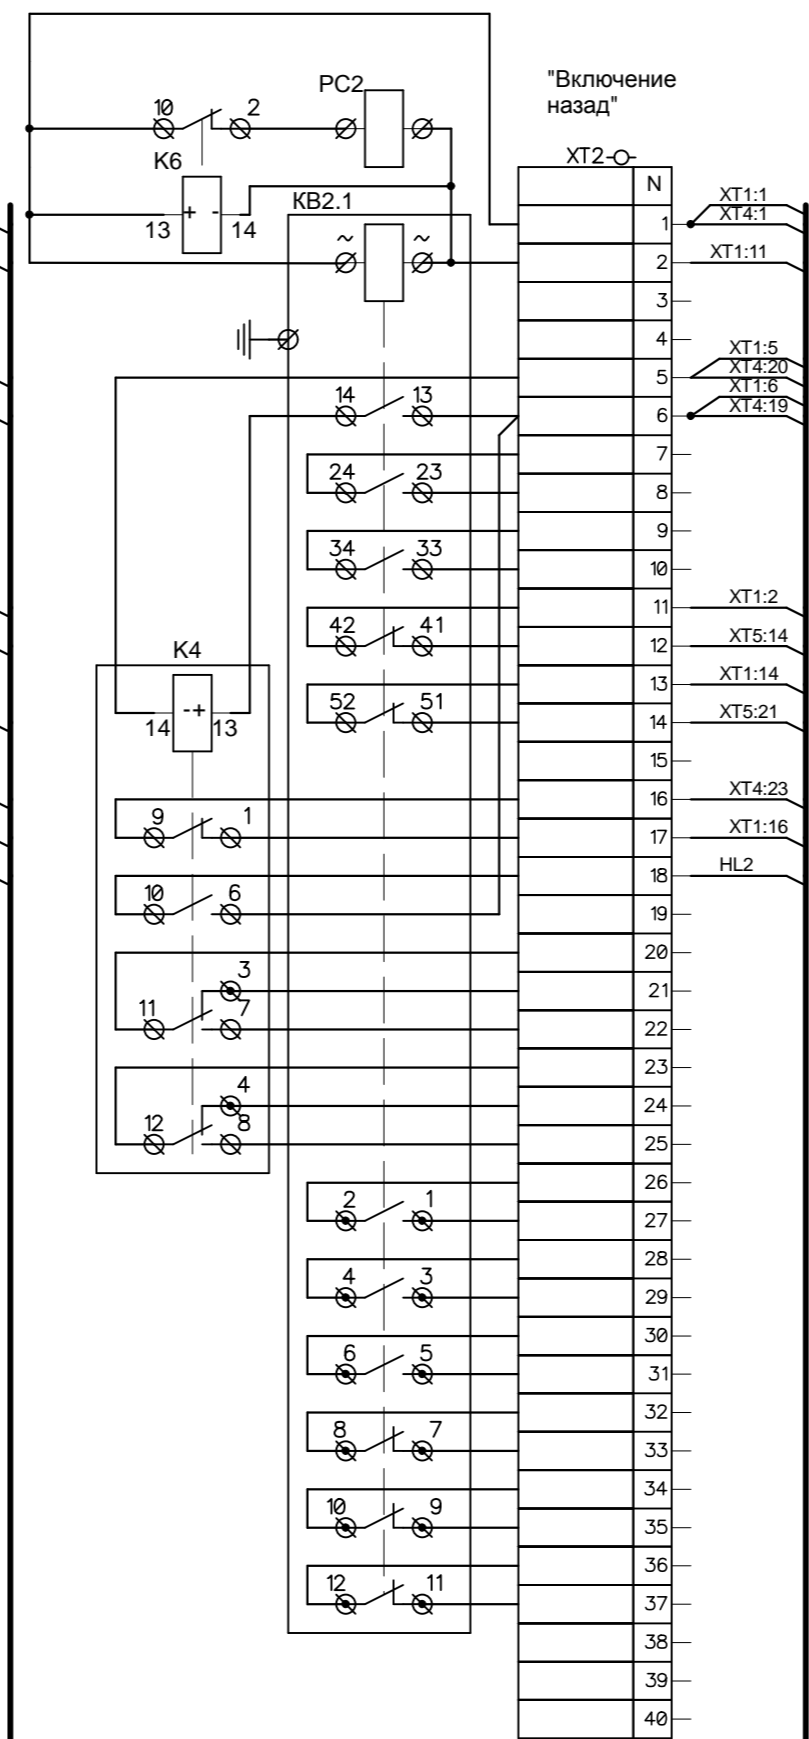 "Включение
назад"
PC2
10 2
K6
XT2
13 + - 14
KB2.1
N
~ ~
1 XT1:1
XT4:1
2 XT1:11
3
4
5 XT1:5
XT4:20
14 13
6 XT1:6
XT4:19
7
24 23
8
9
34 33
10
11 XT1:2
42 41
12 XT5:14
K4
13 XT1:14
52 51
14 - + 13
14 XT5:21
15
16 XT4:23
9 1
17 XT1:16
18 HL2
10 6
19
20
3
21
11 7
22
23
4
24
12 8
25
26
2 1
27
28
4 3
29
30
6 5
31
32
8 7
33
34
10 9
35
36
12 11
37
38
39
40